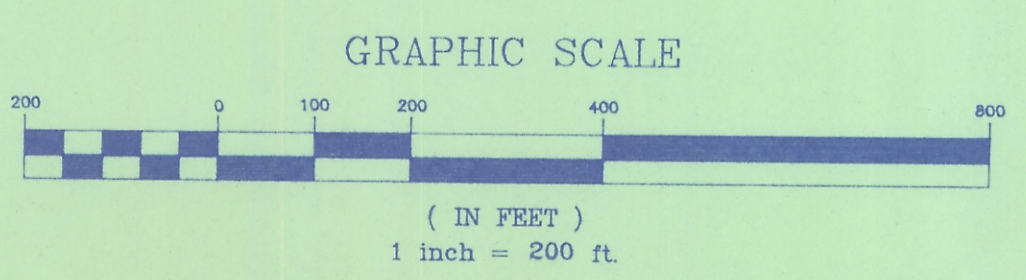 GRAPHIC SCALE
200 0 100 200 400 800
( IN FEET )
1 inch = 200 ft.